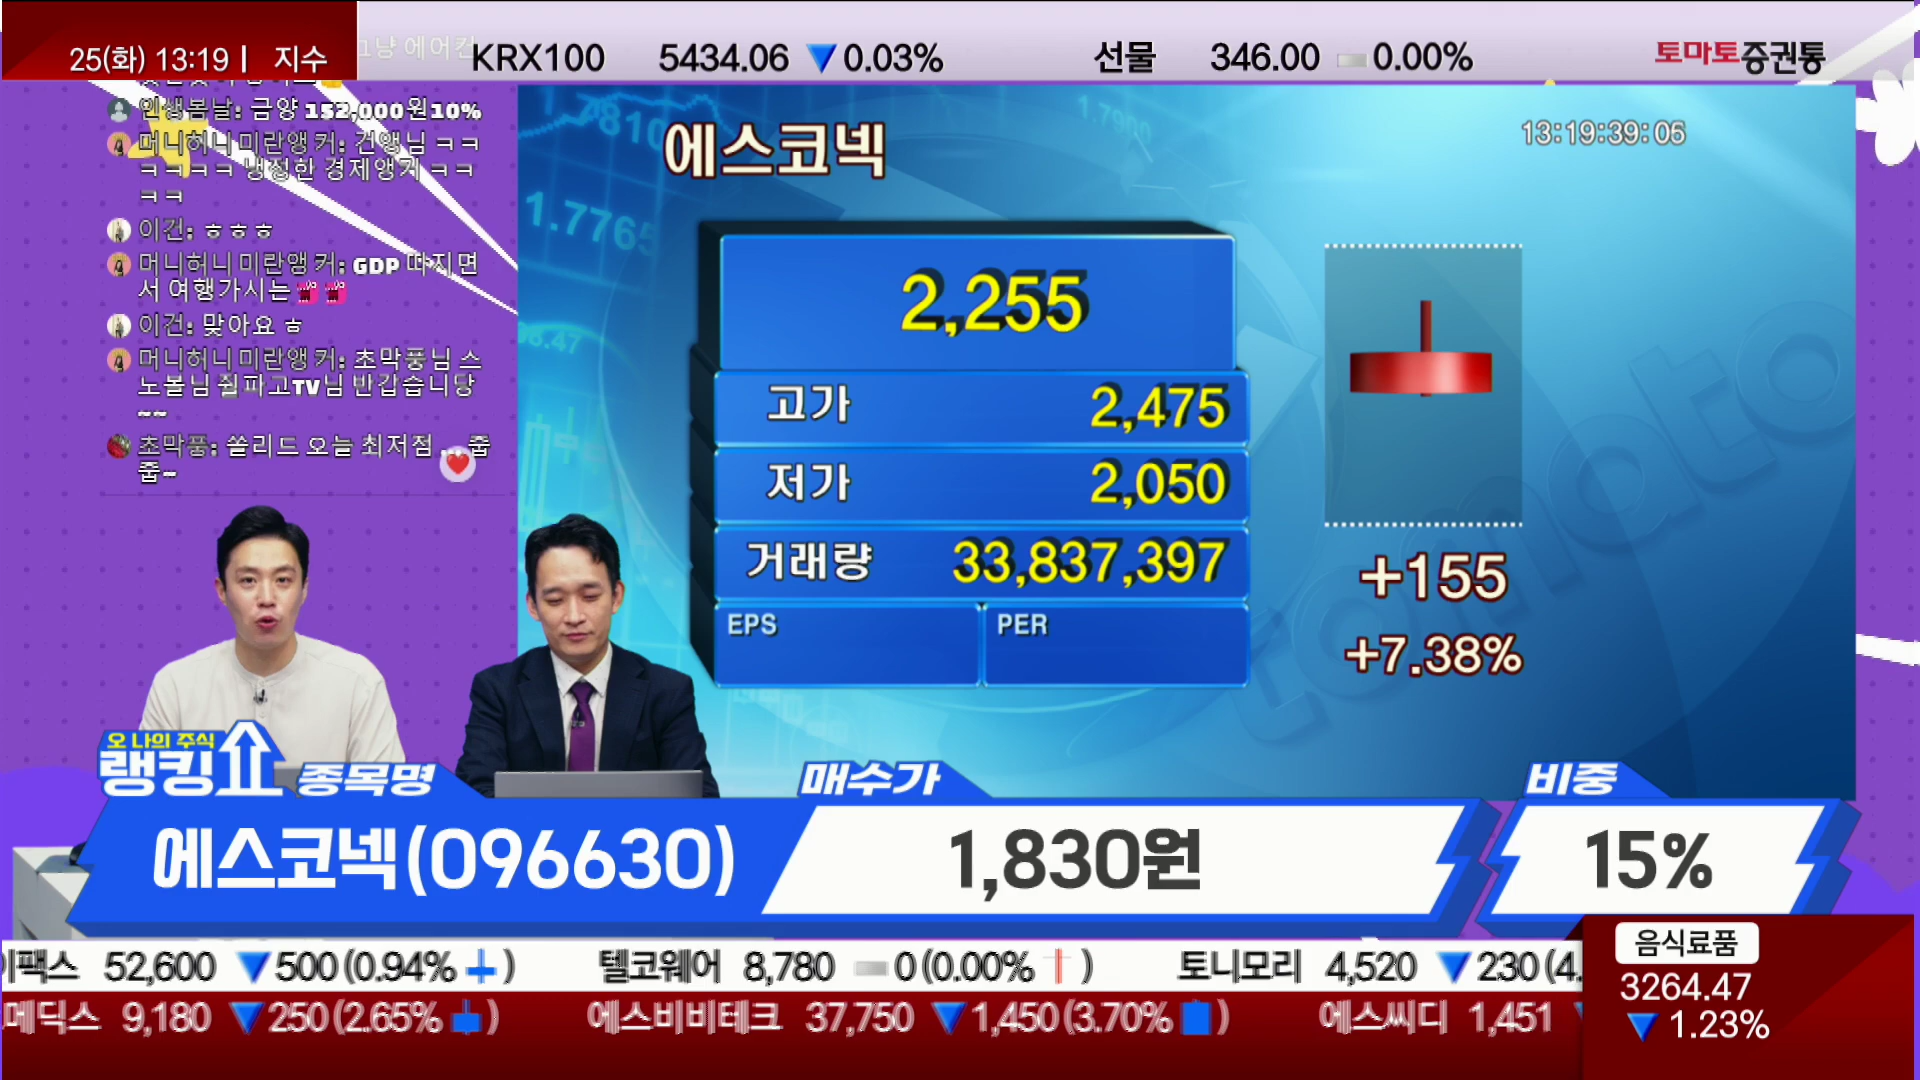 25(화) 13:19 | 지수
KRX100 5434.06 ▼0.03% 선물 346.00 0.00%
토마토증권통
인생봄날: 금양 152,000원10%
머니허니 미란앵 커: 건앵님 ㅋㅋ
ㅋㅋㅋㅋ 냉정한 경제앵커 ㅋㅋ
ㅋㅋ
이건: ㅎㅎㅎ
머니허니 미란앵 커: GDP 따지면
서 여행가시는
이건: 맞아요 ㅎ
머니허니 미란앵 커: 초막풍님 스
노볼님 쥘파고TV님 반갑습니당
~~
초막풍: 쏠리드 오늘 최저점 .. 줍
줍~
에스코넥
13:19:39:05
2,255
고가 2,475
저가 2,050
거래량 33,837,397
EPS PER
+155
+7.38%
tomato
오 나의 주식
랭킹쇼
종목명 매수가 비중
에스코넥(096630) 1,830원 15%
이팩스 52,600 ▼500(0.94% ) 텔코웨어 8,780 0(0.00% ) 토니모리 4,520 ▼230(4.
메딕스 9,180 ▼250(2.65% ) 에스비비테크 37,750 ▼1,450(3.70% ) 에스씨디 1,451
음식료품
3264.47
▼1.23%